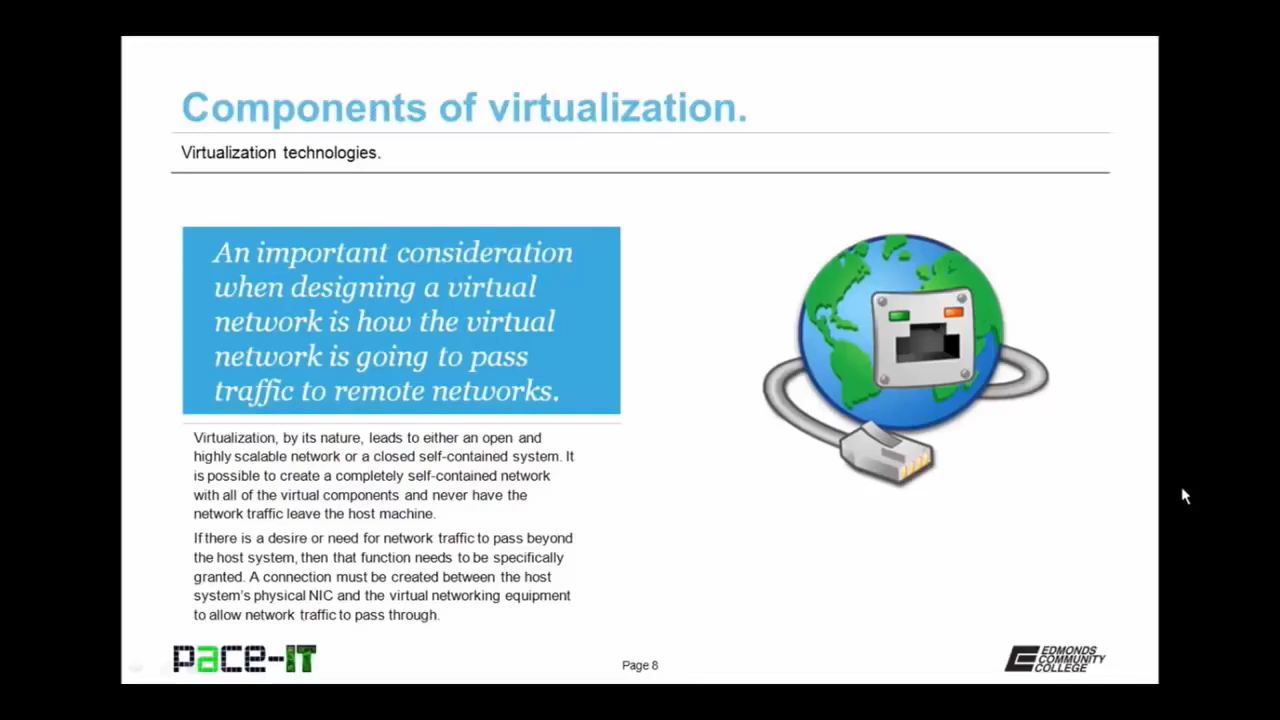 Components of virtualization.
Virtualization technologies.
An important consideration
when designing a virtual
network is how the virtual
network is going to pass
traffic to remote networks.
Virtualization, by its nature, leads to either an open and
highly scalable network or a closed self-contained system. It
is possible to create a completely self-contained network
with all of the virtual components and never have the
network traffic leave the host machine.
If there is a desire or need for network traffic to pass beyond
the host system, then that function needs to be specifically
granted. A connection must be created between the host
system's physical NIC and the virtual networking equipment
to allow network traffic to pass through.
pace-IT
Page 8
EDMONDS
COMMUNITY
COLLEGE